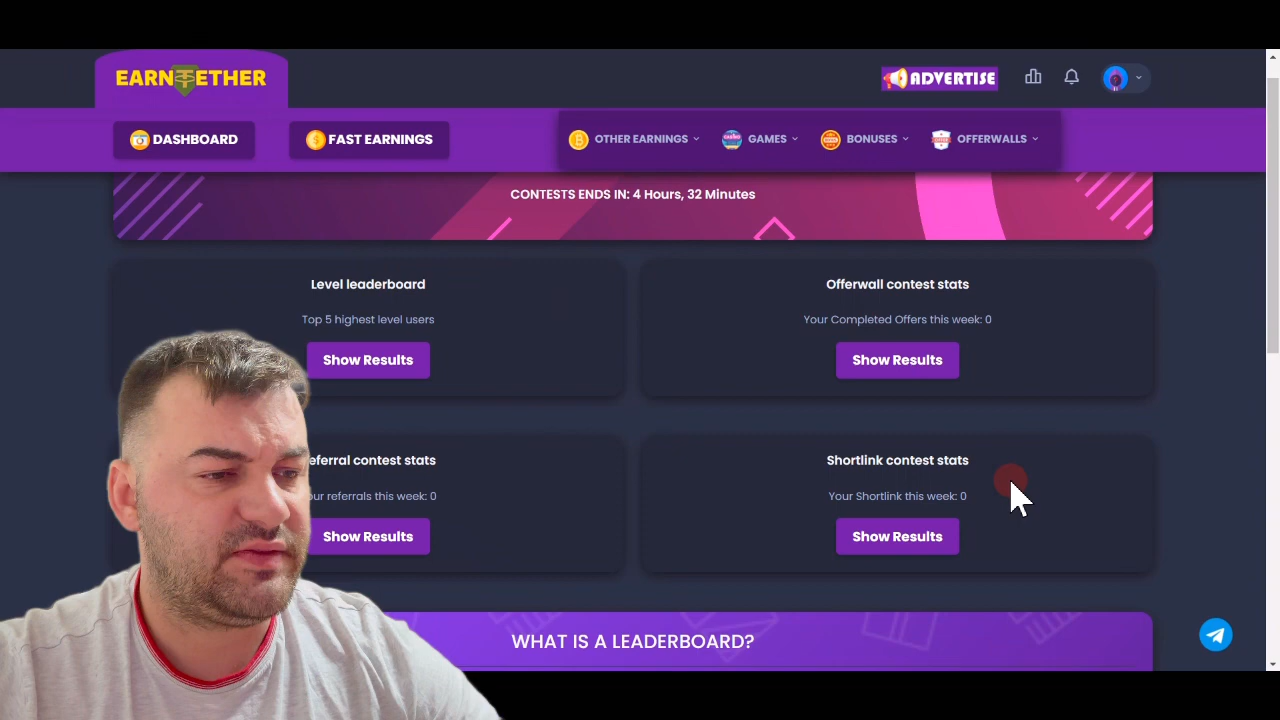 EARN ETHER
ADVERTISE
DASHBOARD
FAST EARNINGS
OTHER EARNINGS
GAMES
BONUSES
OFFERWALLS
CONTESTS ENDS IN: 4 Hours, 32 Minutes
Level leaderboard
Top 5 highest level users
Show Results
Offerwall contest stats
Your Completed Offers this week: 0
Show Results
eferral contest stats
our referrals this week: 0
Show Results
Shortlink contest stats
Your Shortlink this week: 0
Show Results
WHAT IS A LEADERBOARD?